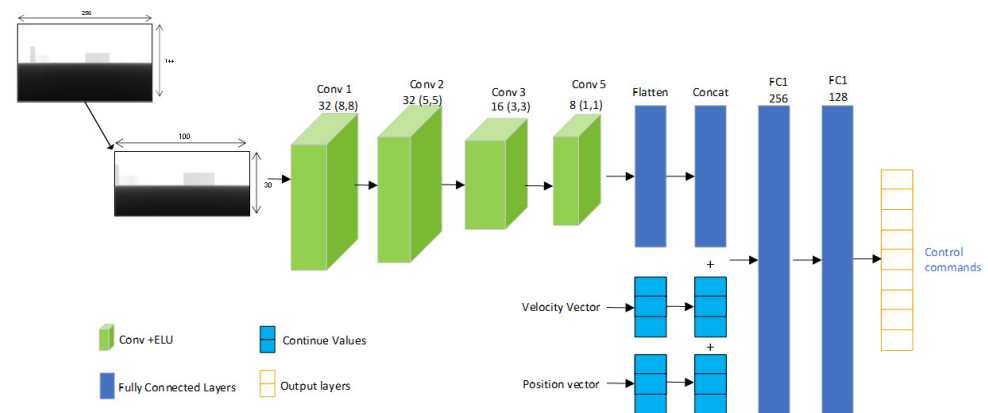 256
144
100
30
Conv 1
32 (8,8)
Conv 2
32 (5,5)
Conv 3
16 (3,3)
Conv 5
8 (1,1)
Flatten
Concat
FC1
256
FC1
128
Control
commands
+
Velocity Vector
+
Position vector
Conv +ELU
Continue Values
Fully Connected Layers
Output layers